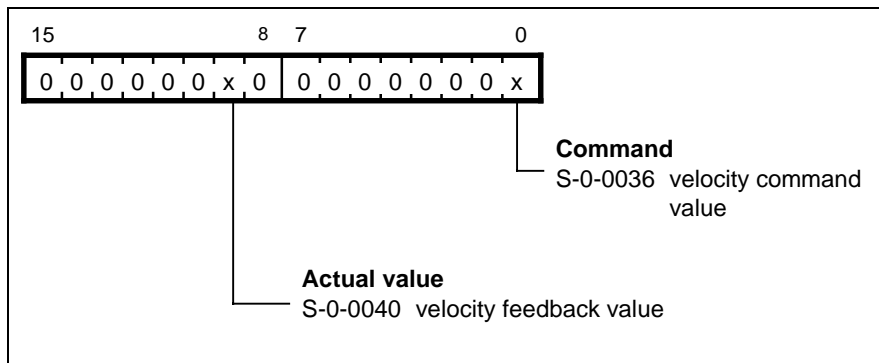 15 8 7 0
0 0 0 0 0 0 x 0 0 0 0 0 0 0 0 x
Command
S-0-0036 velocity command
value
Actual value
S-0-0040 velocity feedback value